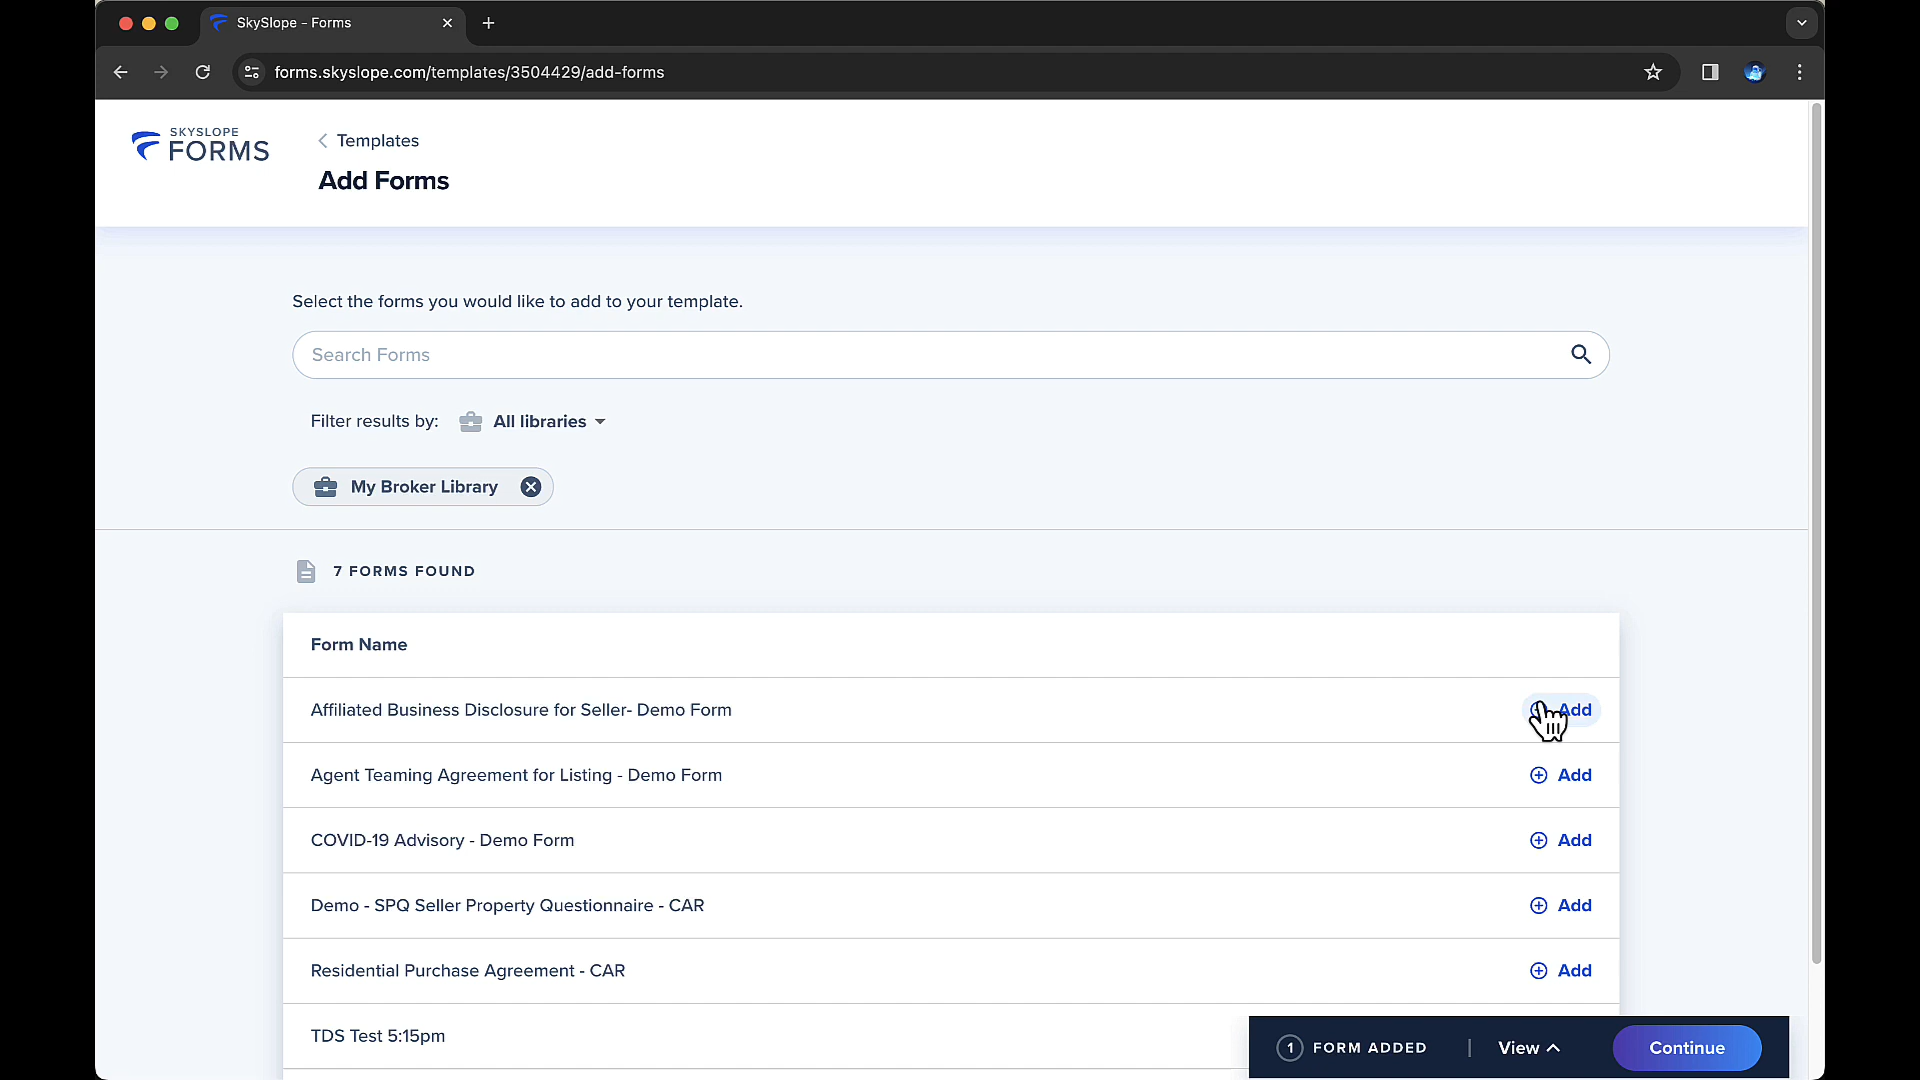 SkySlope - Forms
forms.skyslope.com/templates/3504429/add-forms
SKYSLOPE
FORMS
Templates
Add Forms
Select the forms you would like to add to your template.
Search Forms
Filter results by: All libraries
My Broker Library
7 FORMS FOUND
Form Name
Affiliated Business Disclosure for Seller- Demo Form Add
Agent Teaming Agreement for Listing - Demo Form Add
COVID-19 Advisory - Demo Form Add
Demo - SPQ Seller Property Questionnaire - CAR Add
Residential Purchase Agreement - CAR Add
TDS Test 5:15pm
1 FORM ADDED | View Continue